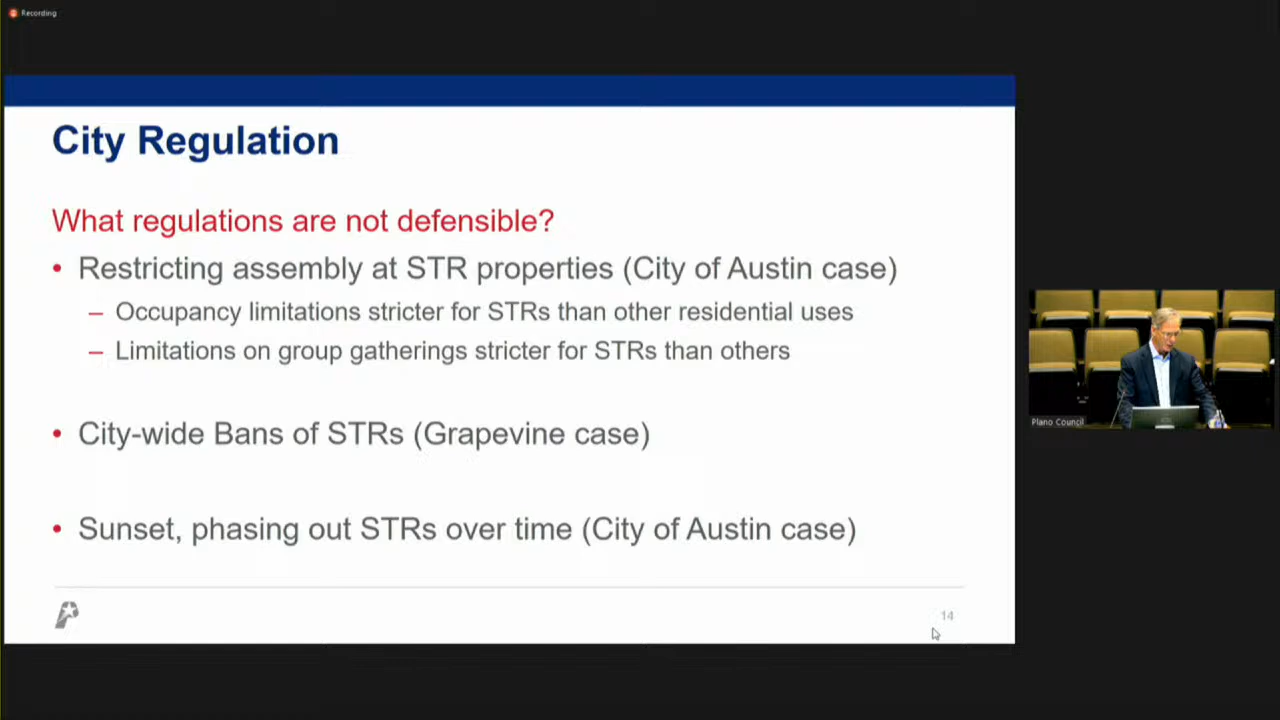 Recording
City Regulation
What regulations are not defensible?
• Restricting assembly at STR properties (City of Austin case)
– Occupancy limitations stricter for STRs than other residential uses
– Limitations on group gatherings stricter for STRs than others
• City-wide Bans of STRs (Grapevine case)
• Sunset, phasing out STRs over time (City of Austin case)
14
Plano Council